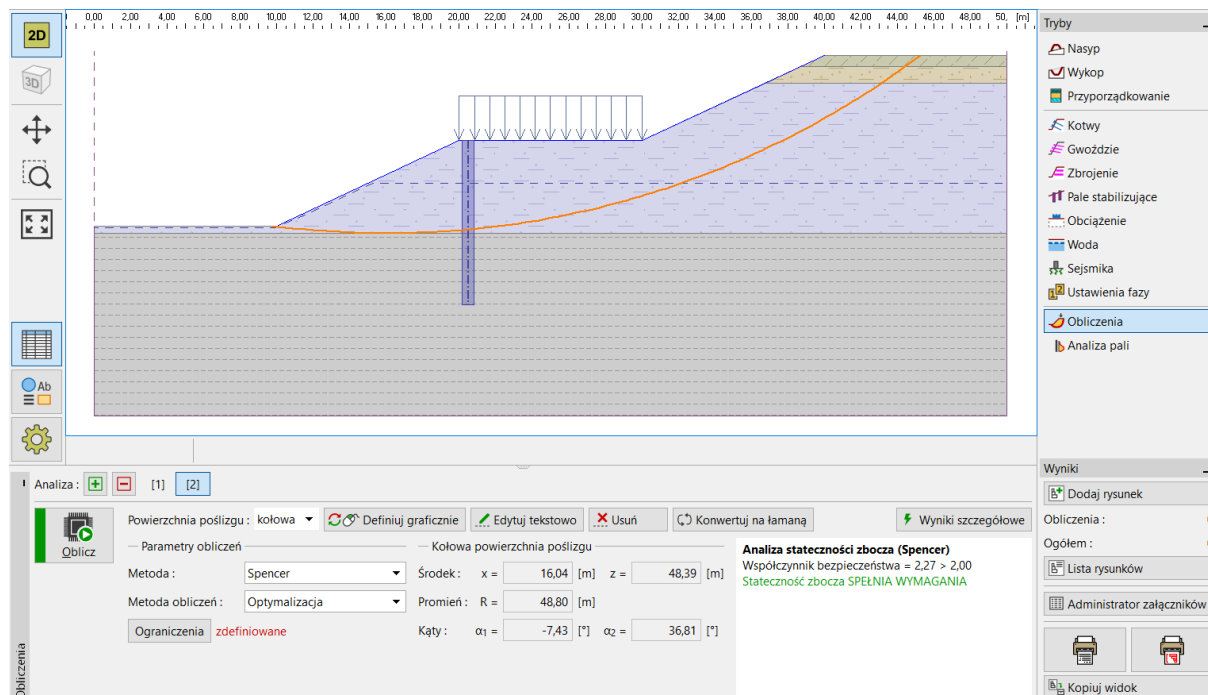 0,00 2,00 4,00 6,00 8,00 10,00 12,00 14,00 16,00 18,00 20,00 22,00 24,00 26,00 28,00 30,00 32,00 34,00 36,00 38,00 40,00 42,00 44,00 46,00 48,00 50, [m]
2D
3D
Ab
Tryby
Nasyp
Wykop
Przyporządkowanie
Kotwy
Gwoździe
Zbrojenie
Pale stabilizujące
Obciążenie
Woda
Sejsmika
Ustawienia fazy
Obliczenia
Analiza pali
Analiza : [1] [2]
Oblicz
Powierzchnia poślizgu : kołowa Definiuj graficznie Edytuj tekstowo Usuń Konwertuj na łamaną Wyniki szczegółowe
Parametry obliczeń
Metoda : Spencer
Metoda obliczeń : Optymalizacja
Ograniczenia zdefiniowane
Kołowa powierzchnia poślizgu
Środek : x = 16,04 [m] z = 48,39 [m]
Promień : R = 48,80 [m]
Kąty : α1 = -7,43 [°] α2 = 36,81 [°]
Analiza stateczności zbocza (Spencer)
Współczynnik bezpieczeństwa = 2,27 > 2,00
Stateczność zbocza SPEŁNIA WYMAGANIA
Obliczenia
Wyniki
Dodaj rysunek
Obliczenia :
Ogółem :
Lista rysunków
Administrator załączników
Kopiuj widok